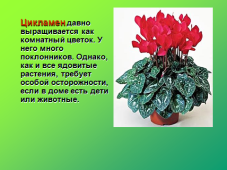 Цикламен давно
выращивается как
комнатный цветок. У
него много
поклонников. Однако,
как и все ядовитые
растения, требует
особой осторожности,
если в доме есть дети
или животные.